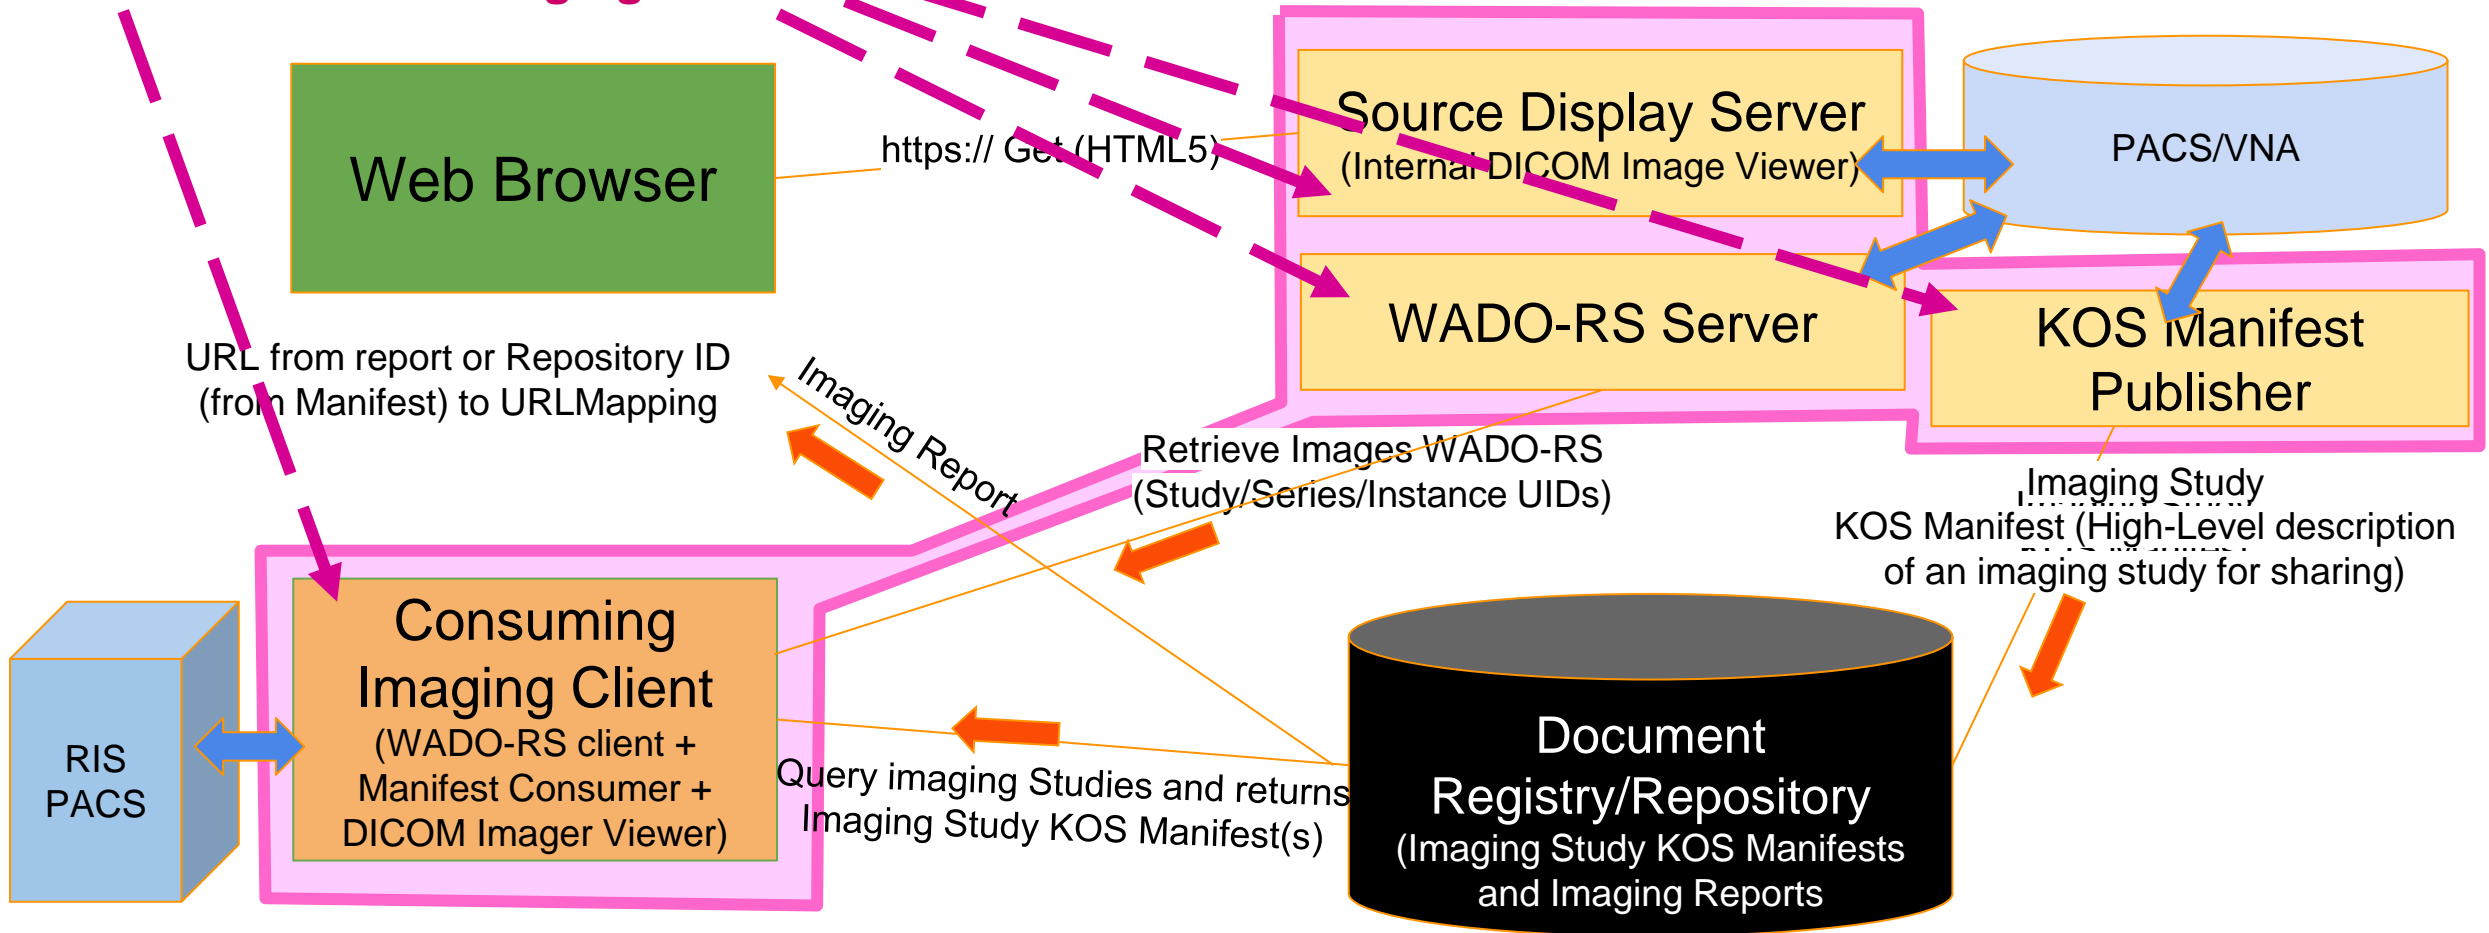 Web Browser
https:// Get (HTML5)
Source Display Server
(Internal DICOM Image Viewer)
PACS/VNA
WADO-RS Server
KOS Manifest
Publisher
URL from report or Repository ID
(from Manifest) to URLMapping
Imaging Report
Retrieve Images WADO-RS
(Study/Series/Instance UIDs)
Imaging Study
KOS Manifest (High-Level description
of an imaging study for sharing)
Consuming
Imaging Client
(WADO-RS client +
Manifest Consumer +
DICOM Imager Viewer)
RIS
PACS
Query imaging Studies and returns
Imaging Study KOS Manifest(s)
Document
Registry/Repository
(Imaging Study KOS Manifests
and Imaging Reports